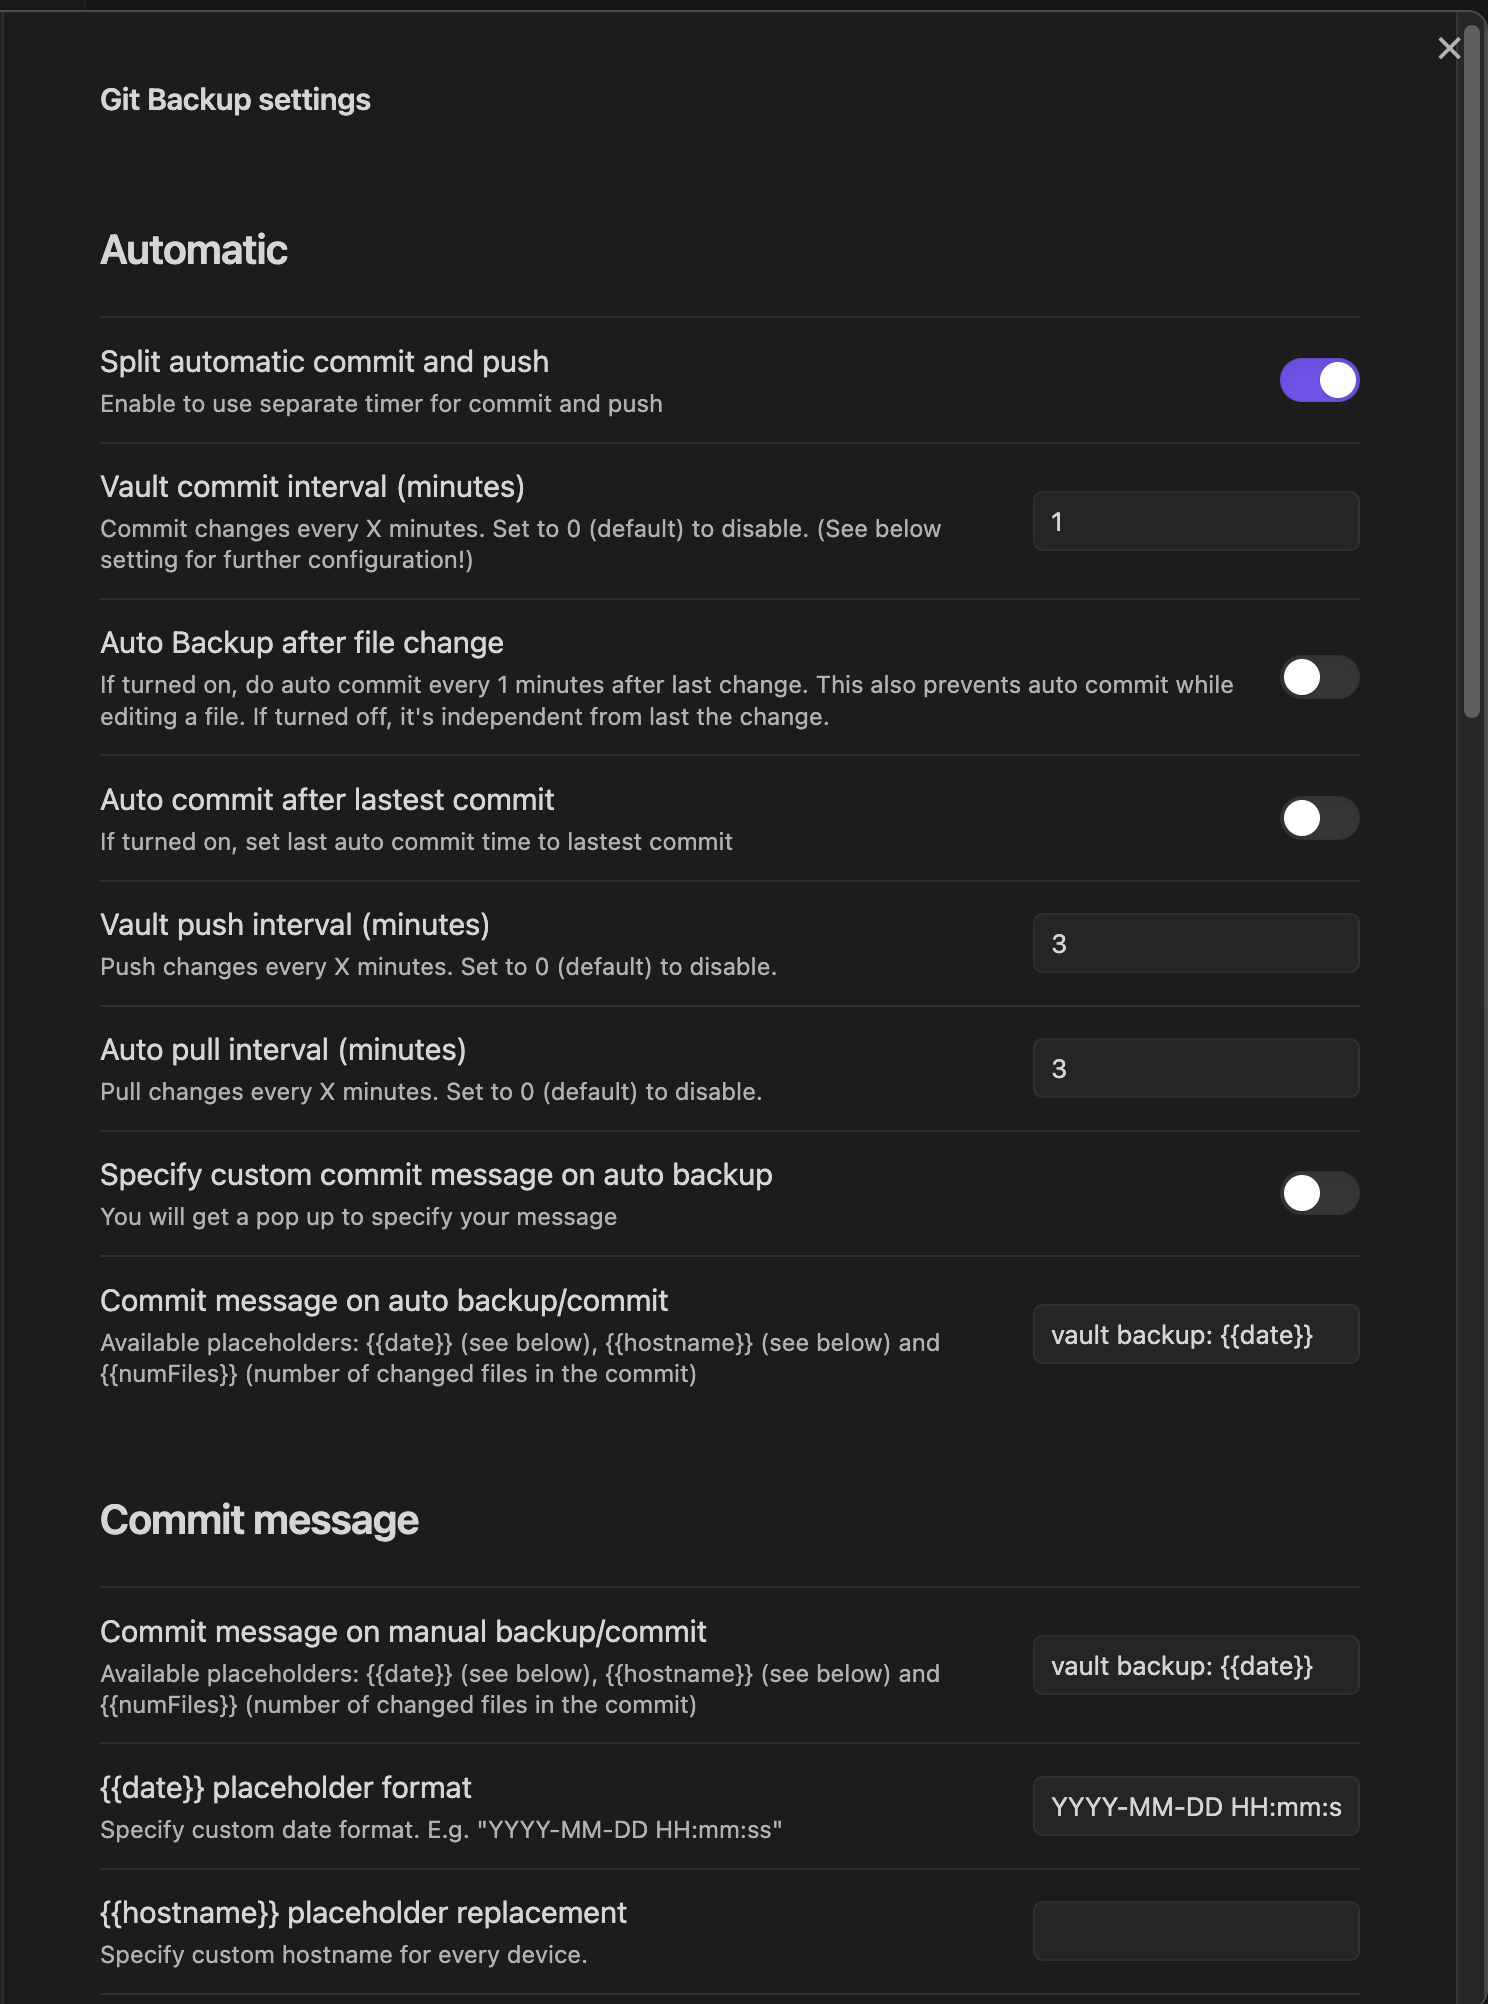 Git Backup settings
Automatic
Split automatic commit and push
Enable to use separate timer for commit and push
Vault commit interval (minutes)
Commit changes every X minutes. Set to 0 (default) to disable. (See below
setting for further configuration!)
1
Auto Backup after file change
If turned on, do auto commit every 1 minutes after last change. This also prevents auto commit while
editing a file. If turned off, it's independent from last the change.
Auto commit after lastest commit
If turned on, set last auto commit time to lastest commit
Vault push interval (minutes)
Push changes every X minutes. Set to 0 (default) to disable.
3
Auto pull interval (minutes)
Pull changes every X minutes. Set to 0 (default) to disable.
3
Specify custom commit message on auto backup
You will get a pop up to specify your message
Commit message on auto backup/commit
Available placeholders: {{date}} (see below), {{hostname}} (see below) and
{{numFiles}} (number of changed files in the commit)
vault backup: {{date}}
Commit message
Commit message on manual backup/commit
Available placeholders: {{date}} (see below), {{hostname}} (see below) and
{{numFiles}} (number of changed files in the commit)
vault backup: {{date}}
{{date}} placeholder format
Specify custom date format. E.g. "YYYY-MM-DD HH:mm:ss"
YYYY-MM-DD HH:mm:s
{{hostname}} placeholder replacement
Specify custom hostname for every device.